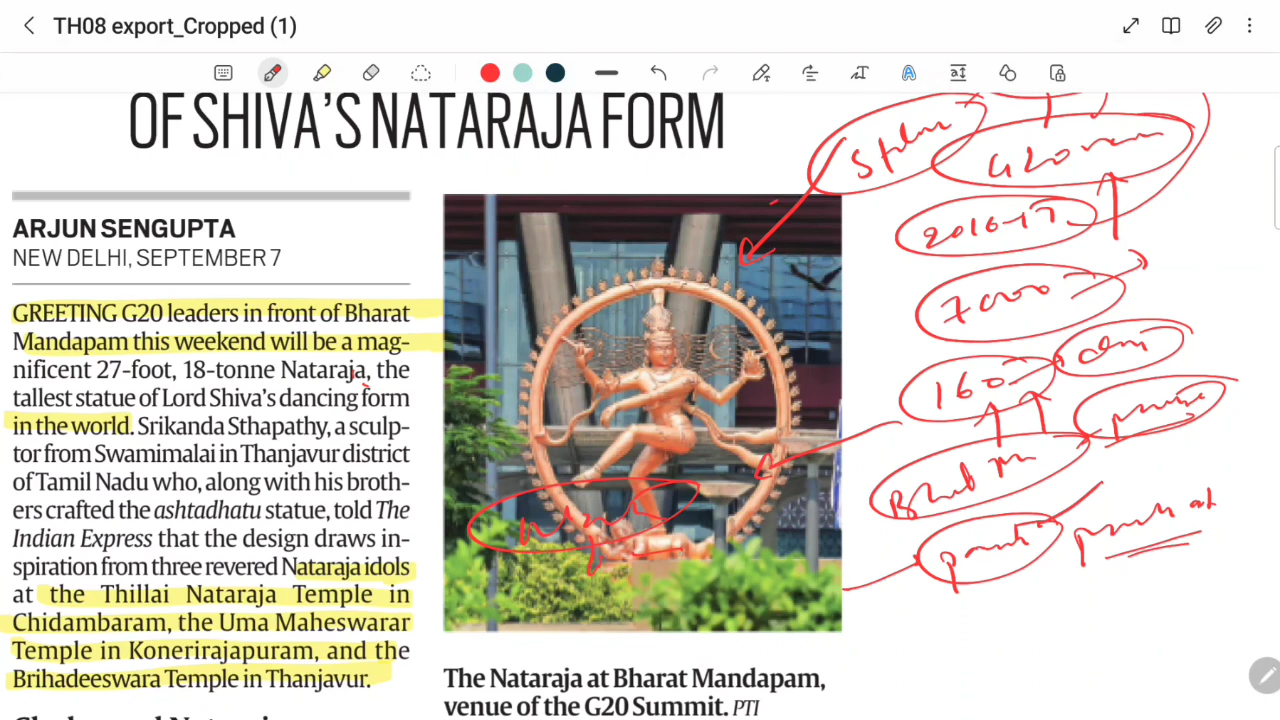 TH08 export_Cropped (1)
OF SHIVA'S NATARAJA FORM
ARJUN SENGUPTA
NEW DELHI, SEPTEMBER 7
GREETING G20 leaders in front of Bharat
Mandapam this weekend will be a mag-
nificent 27-foot, 18-tonne Nataraja, the
tallest statue of Lord Shiva's dancing form
in the world. Srikanda Sthapathy, a sculp-
tor from Swamimalai in Thanjavur district
of Tamil Nadu who, along with his broth-
ers crafted the ashtadhatu statue, told The
Indian Express that the design draws in-
spiration from three revered Nataraja idols
at the Thillai Nataraja Temple in
Chidambaram, the Uma Maheswarar
Temple in Konerirajapuram, and the
Brihadeeswara Temple in Thanjavur.
The Nataraja at Bharat Mandapam,
venue of the G20 Summit. PTI
G20
2016-17
7000
160